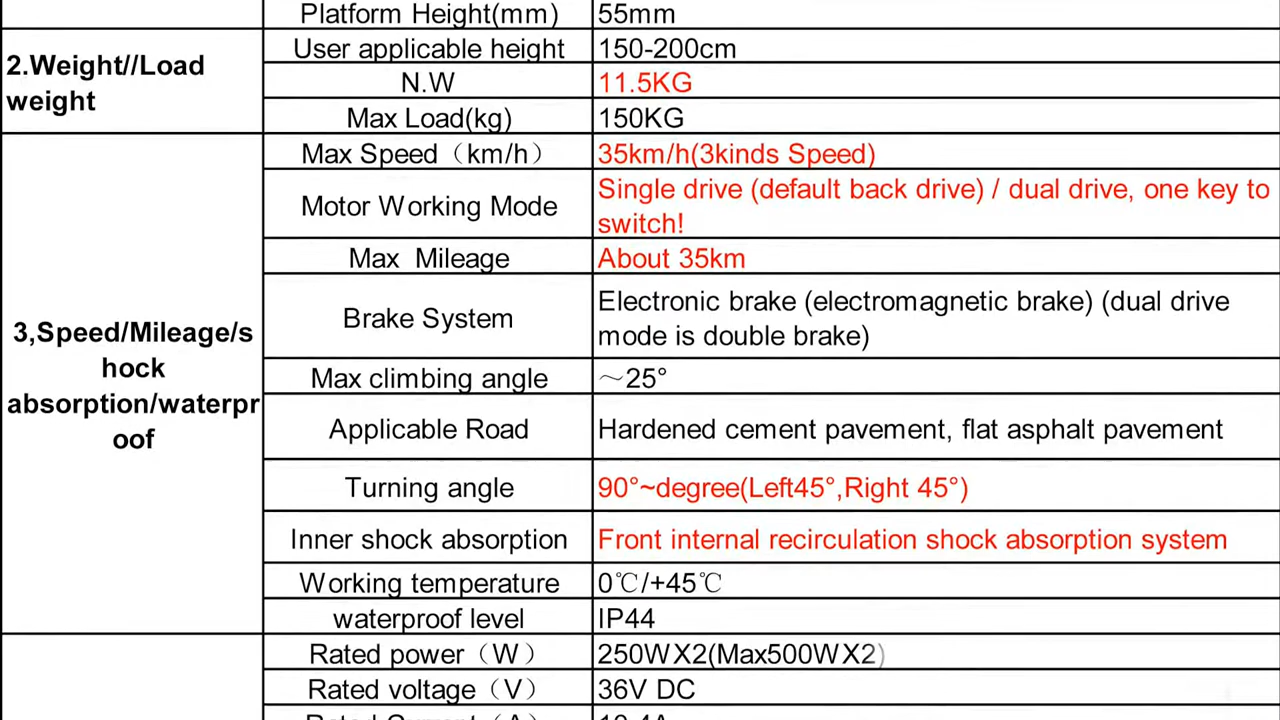 Platform Height(mm) 55mm
2.Weight//Load
weight
User applicable height 150-200cm
N.W 11.5KG
Max Load(kg) 150KG
3,Speed/Mileage/s
hock
absorption/waterpr
oof
Max Speed（km/h） 35km/h(3kinds Speed)
Motor Working Mode
Single drive (default back drive) / dual drive, one key to
switch!
Max Mileage About 35km
Brake System
Electronic brake (electromagnetic brake) (dual drive
mode is double brake)
Max climbing angle ～25°
Applicable Road Hardened cement pavement, flat asphalt pavement
Turning angle 90°~degree(Left45°,Right 45°)
Inner shock absorption Front internal recirculation shock absorption system
Working temperature 0℃/+45℃
waterproof level IP44
Rated power（W） 250WX2(Max500WX2)
Rated voltage（V） 36V DC